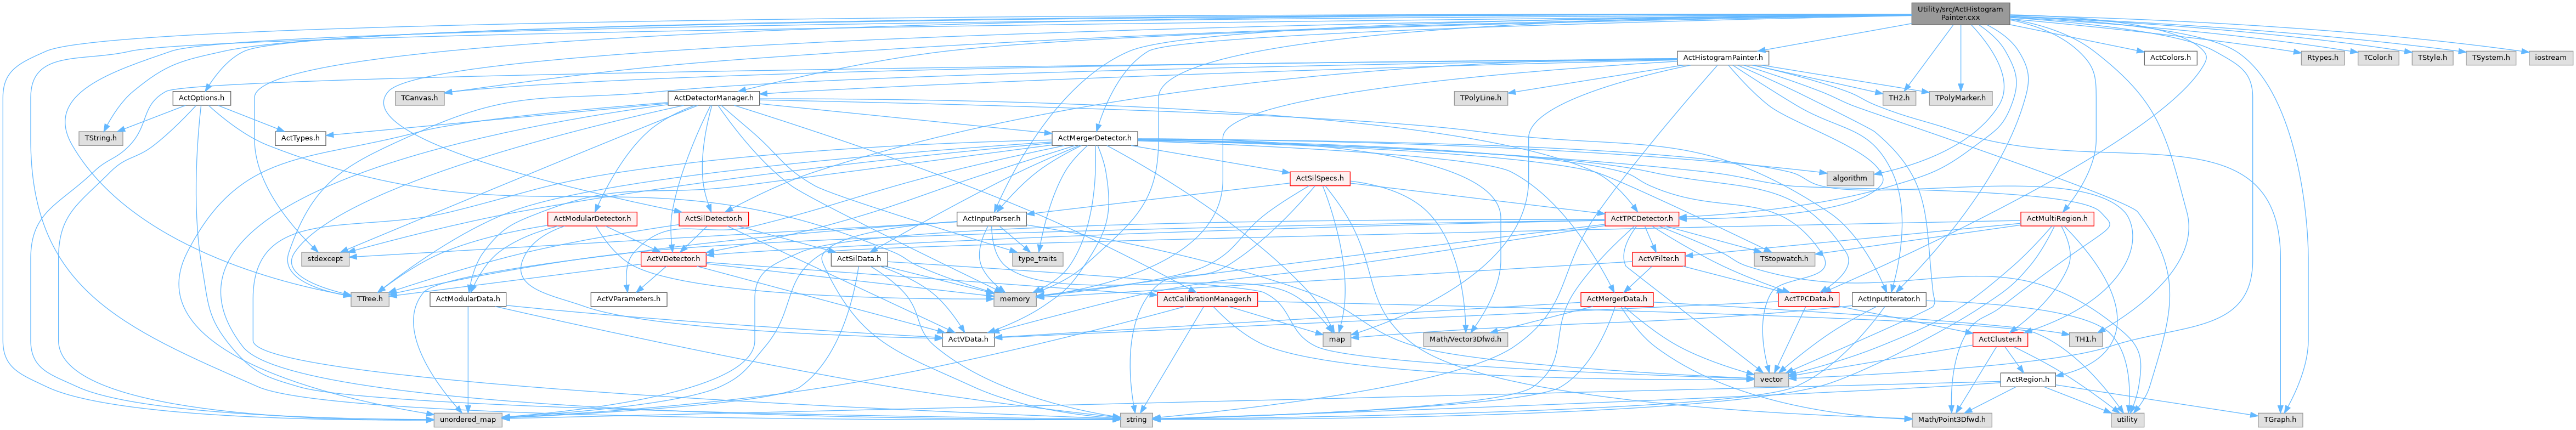 Utility/src/ActHistogram
Painter.cxx
ActHistogramPainter.h
ActColors.h
Rtypes.h
TColor.h
TStyle.h
TSystem.h
iostream
ActOptions.h
TCanvas.h
ActDetectorManager.h
TPolyLine.h
TH2.h
TPolyMarker.h
TString.h
ActTypes.h
ActMergerDetector.h
ActSilSpecs.h
algorithm
ActModularDetector.h
ActSilDetector.h
ActInputParser.h
ActTPCDetector.h
ActMultiRegion.h
stdexcept
ActVDetector.h
ActSilData.h
type_traits
ActVFilter.h
TStopwatch.h
TTree.h
ActModularData.h
ActVParameters.h
memory
ActCalibrationManager.h
ActMergerData.h
ActTPCData.h
ActInputIterator.h
ActVData.h
map
Math/Vector3Dfwd.h
ActCluster.h
TH1.h
vector
ActRegion.h
unordered_map
string
Math/Point3Dfwd.h
utility
TGraph.h